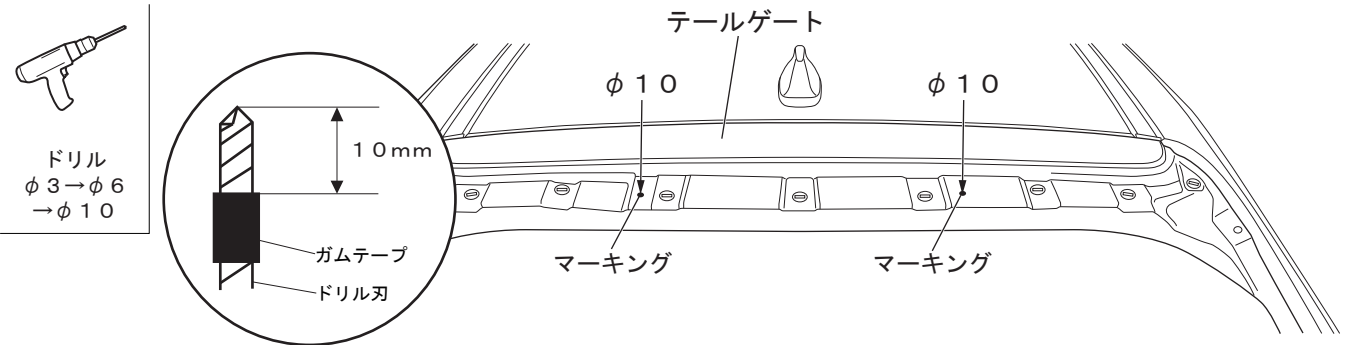 ドリル
φ３→φ６
→φ１０
１０mm
ガムテープ
ドリル刃
テールゲート
φ１０
φ１０
マーキング
マーキング